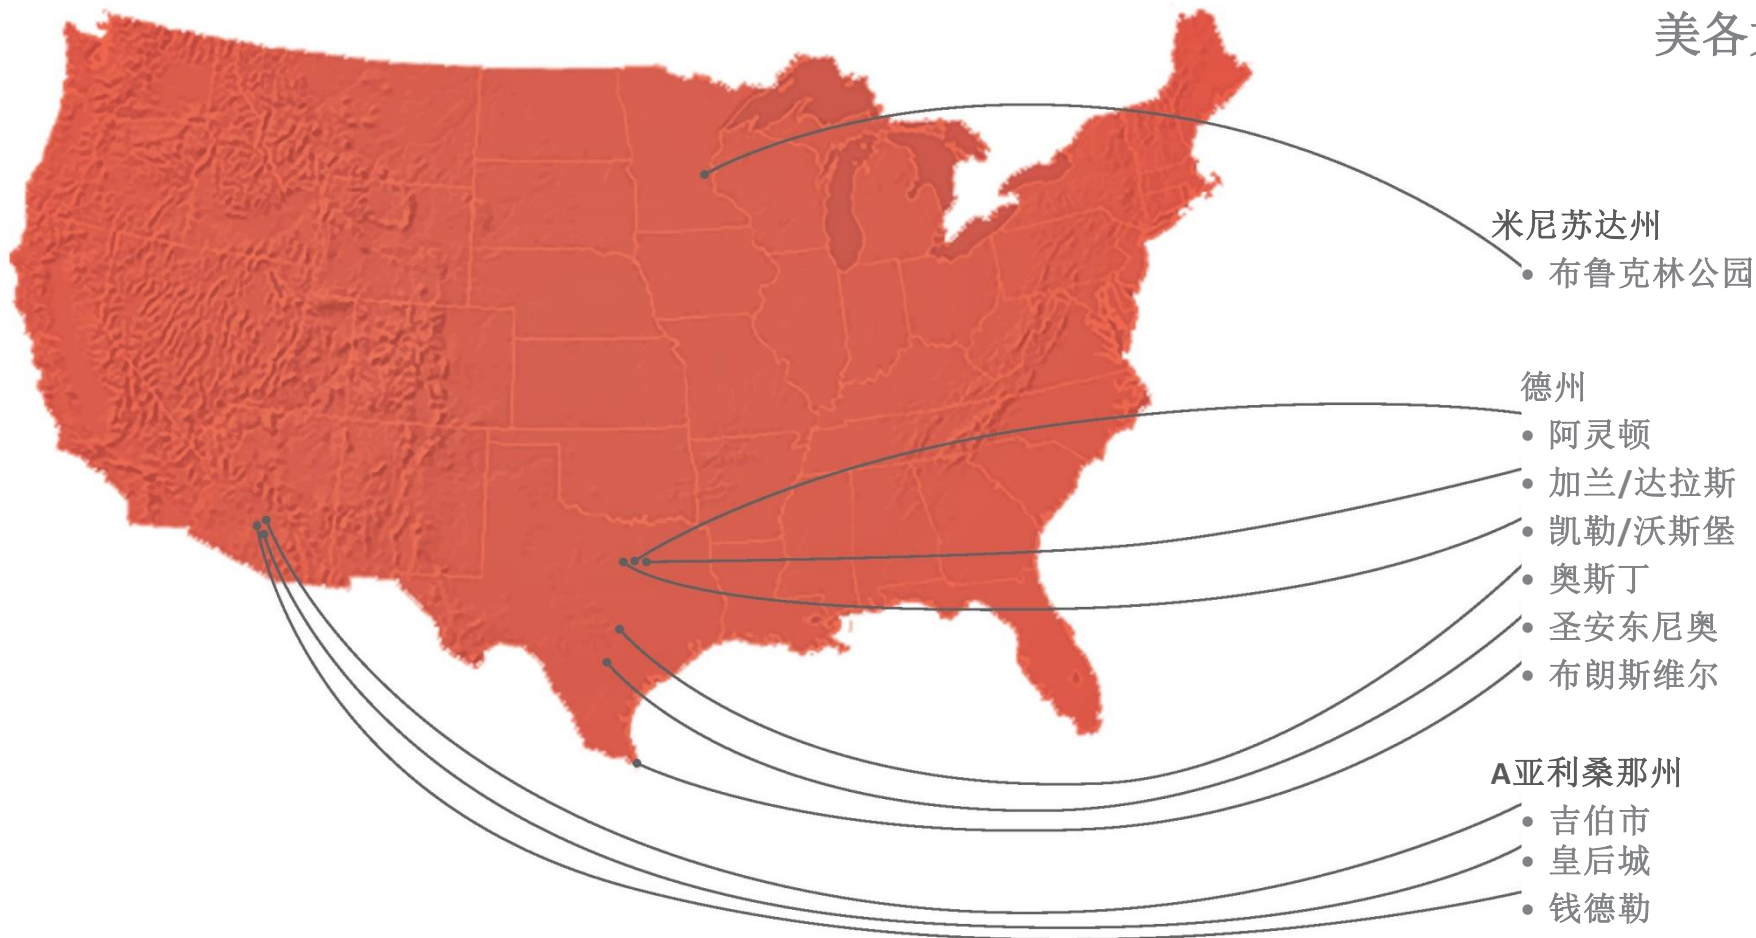 美各
米尼苏达州
• 布鲁克林公园
德州
• 阿灵顿
• 加兰/达拉斯
• 凯勒/沃斯堡
• 奥斯丁
• 圣安东尼奥
• 布朗斯维尔
A亚利桑那州
• 吉伯市
• 皇后城
• 钱德勒